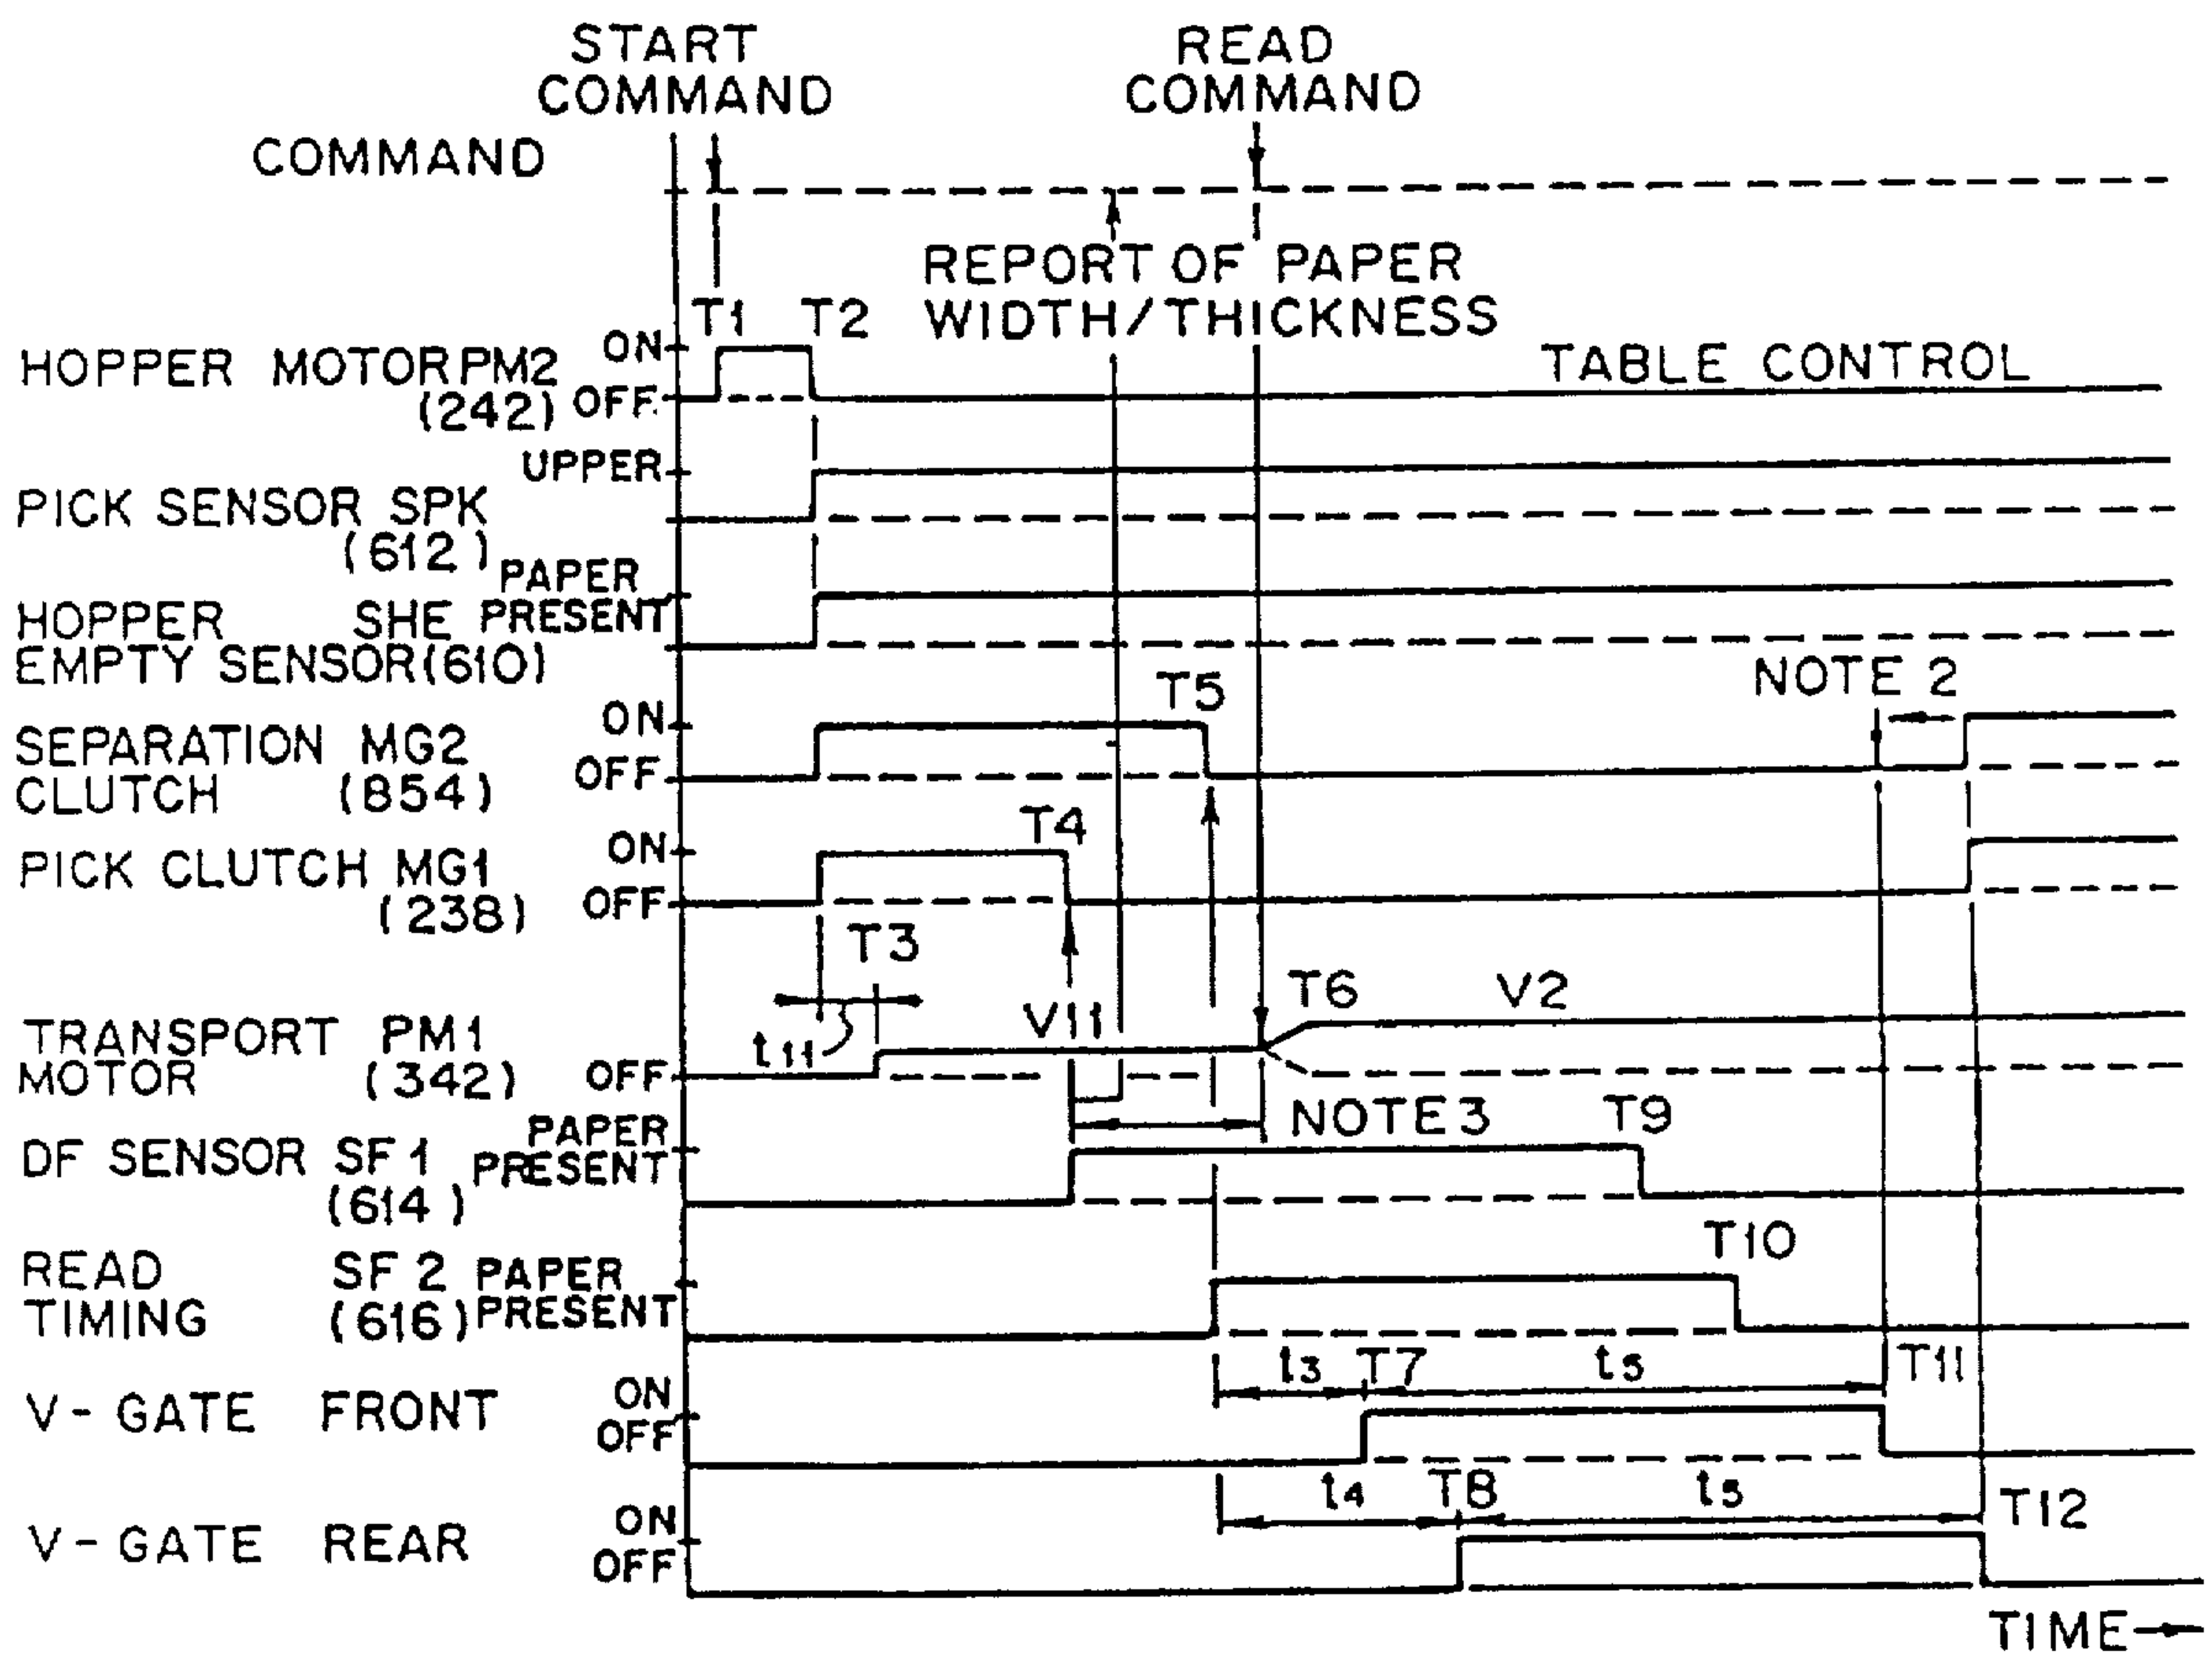 START
COMMAND
READ
COMMAND
COMMAND
REPORT OF PAPER
WIDTH/THICKNESS
T1 T2
HOPPER MOTOR PM2
(242)
ON
OFF
TABLE CONTROL
UPPER
PICK SENSOR SPK
(612)
PAPER
PRESENT
HOPPER SHE
EMPTY SENSOR (610)
NOTE 2
T5
SEPARATION MG2
CLUTCH (854)
ON
OFF
T4
PICK CLUTCH MG1
(238)
ON
OFF
T3
t11
V11
T6
V2
TRANSPORT PM1
MOTOR (342)
OFF
NOTE 3
T9
DF SENSOR SF1
(614)
PAPER
PRESENT
T10
READ SF2
TIMING (616)
PAPER
PRESENT
t3 T7 t5 T11
V-GATE FRONT
ON
OFF
t4 T8 t5 T12
V-GATE REAR
ON
OFF
TIME